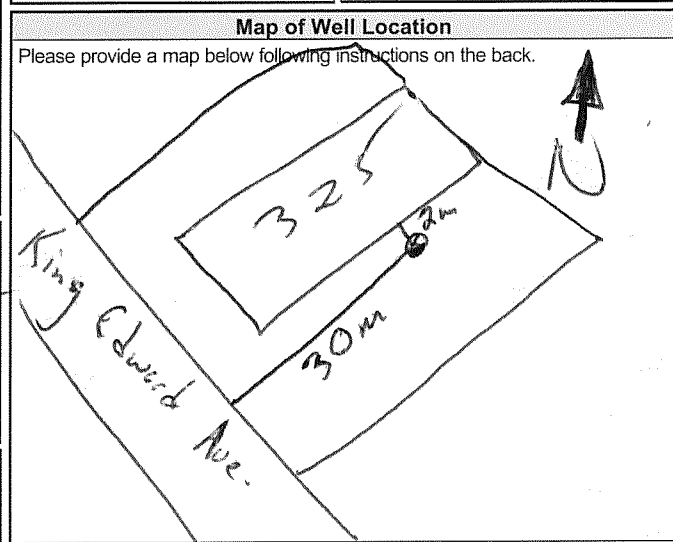 Map of Well Location
Please provide a map below following instructions on the back.
N
325
2m
King Edward Ave.
30m